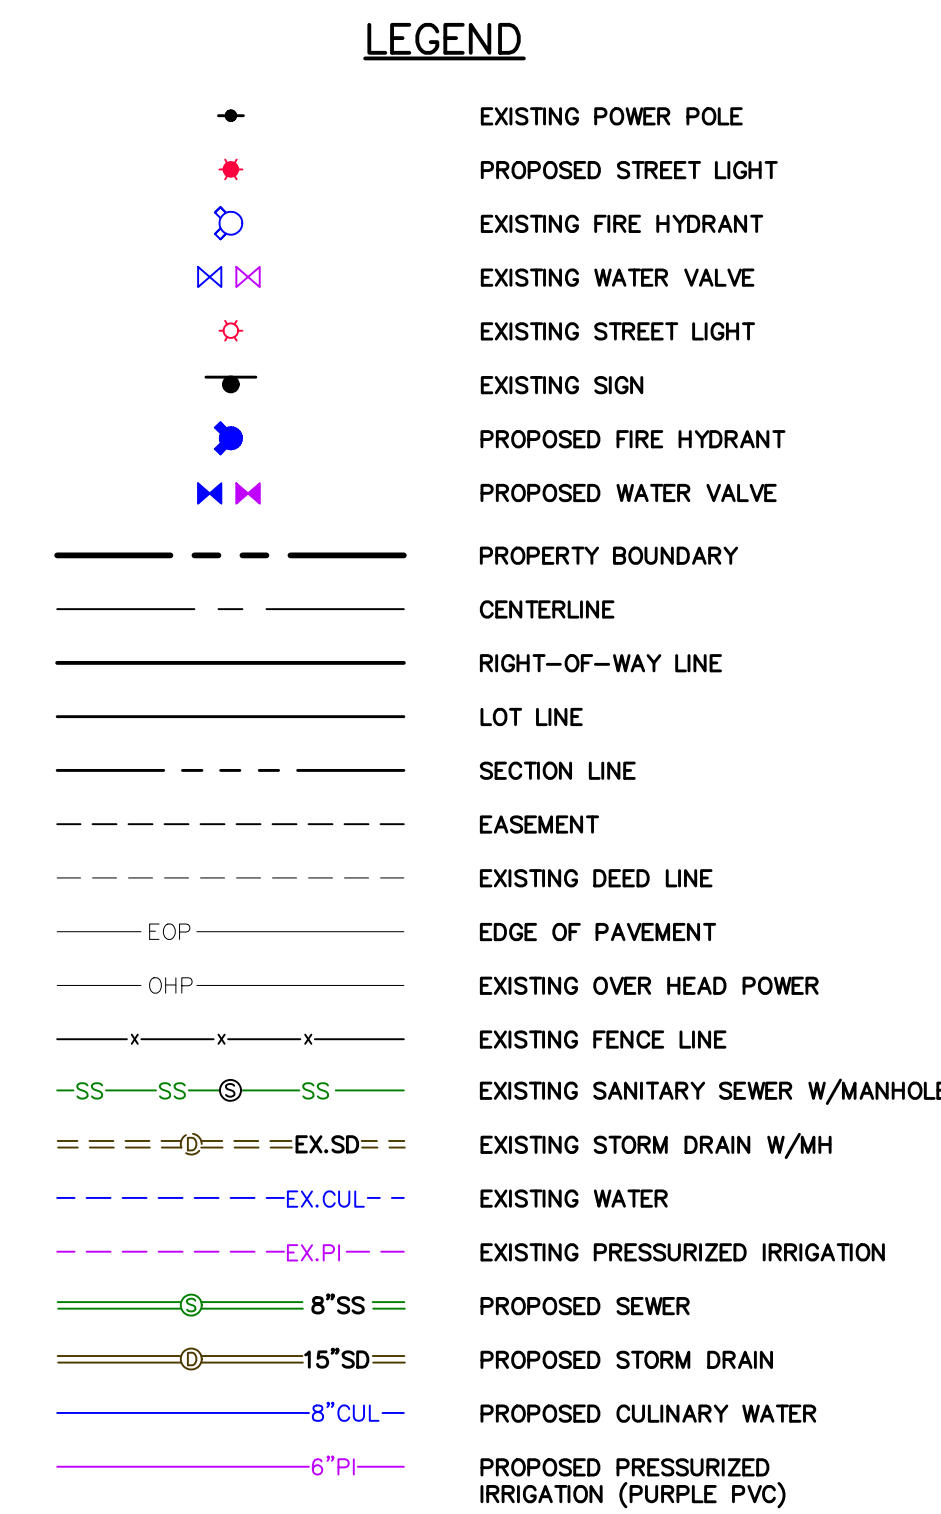 LEGEND
EXISTING POWER POLE
PROPOSED STREET LIGHT
EXISTING FIRE HYDRANT
EXISTING WATER VALVE
EXISTING STREET LIGHT
EXISTING SIGN
PROPOSED FIRE HYDRANT
PROPOSED WATER VALVE
PROPERTY BOUNDARY
CENTERLINE
RIGHT-OF-WAY LINE
LOT LINE
SECTION LINE
EASEMENT
EXISTING DEED LINE
EOP EDGE OF PAVEMENT
OHP EXISTING OVER HEAD POWER
x x x EXISTING FENCE LINE
SS SS S SS EXISTING SANITARY SEWER W/MANHOLE
D EX.SD EXISTING STORM DRAIN W/MH
EX.CUL EXISTING WATER
EX.PI EXISTING PRESSURIZED IRRIGATION
S 8"SS PROPOSED SEWER
D 15"SD PROPOSED STORM DRAIN
8"CUL PROPOSED CULINARY WATER
6"PI PROPOSED PRESSURIZED
IRRIGATION (PURPLE PVC)